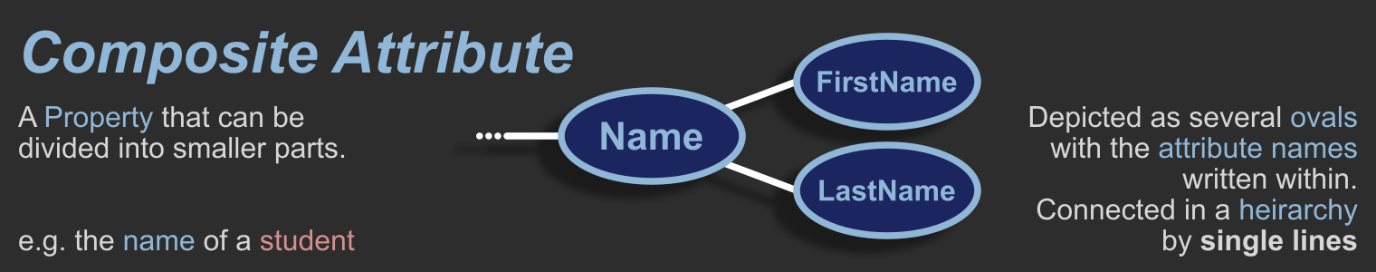 Composite Attribute
A Property that can be
divided into smaller parts.
e.g. the name of a student
Name
FirstName
LastName
Depicted as several ovals
with the attribute names
written within.
Connected in a heirarchy
by single lines